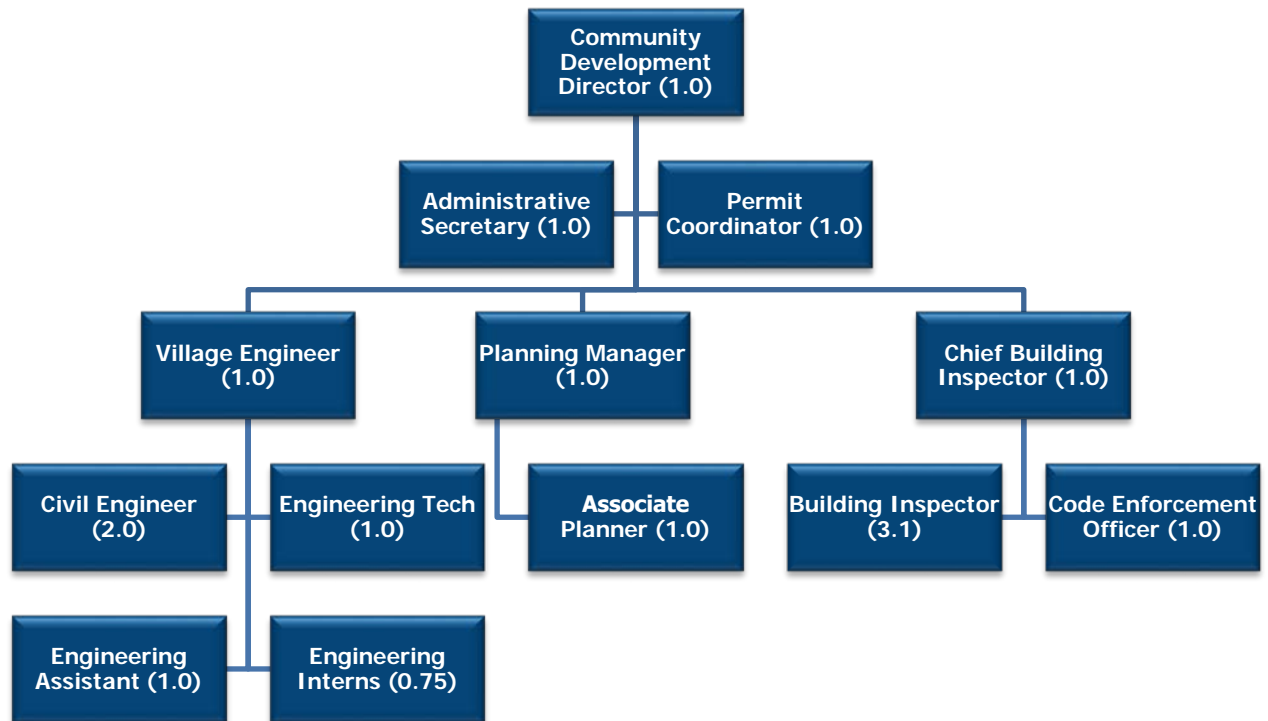 Community
Development
Director (1.0)
Administrative
Secretary (1.0)
Permit
Coordinator (1.0)
Village Engineer
(1.0)
Planning Manager
(1.0)
Chief Building
Inspector (1.0)
Civil Engineer
(2.0)
Engineering Tech
(1.0)
Associate
Planner (1.0)
Building Inspector
(3.1)
Code Enforcement
Officer (1.0)
Engineering
Assistant (1.0)
Engineering
Interns (0.75)